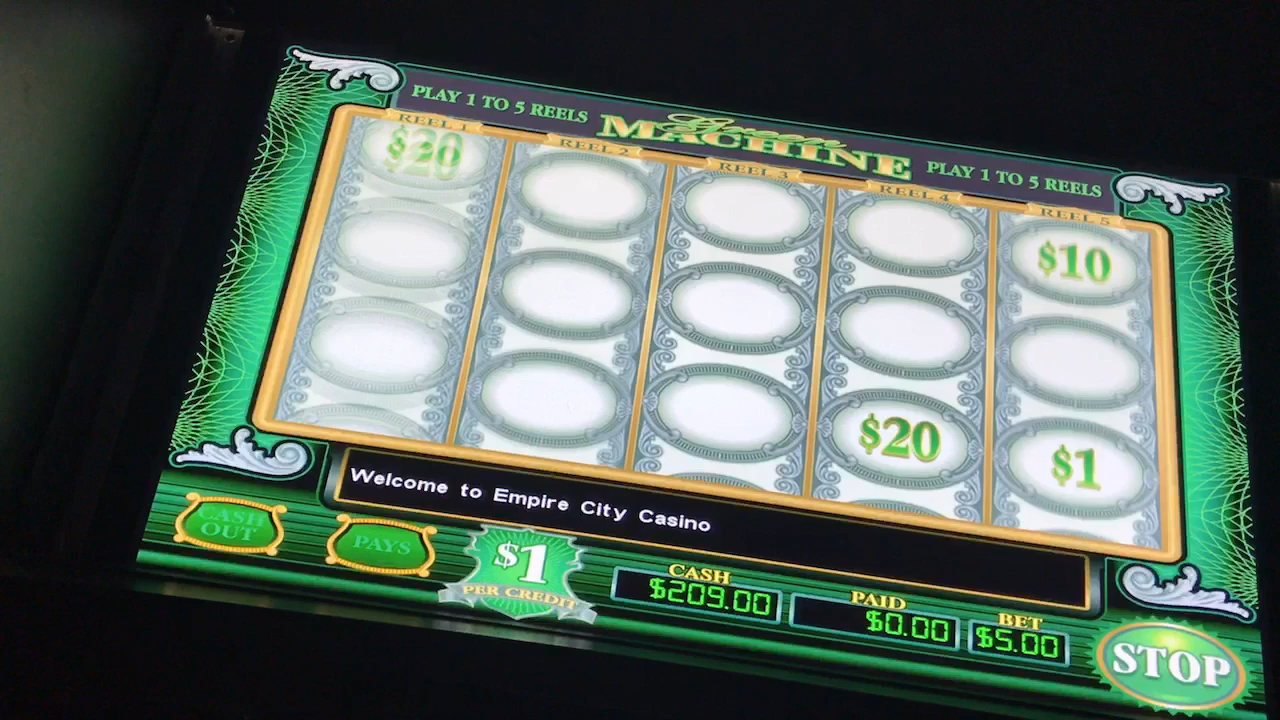 PLAY 1 TO 5 REELS
Green
MACHINE
PLAY 1 TO 5 REELS
REEL 1
REEL 2
REEL 3
REEL 4
REEL 5
$20
$10
$20
$1
Welcome to Empire City Casino
CASH
OUT
PAYS
$1
PER CREDIT
CASH
$209.00
PAID
$0.00
BET
$5.00
STOP